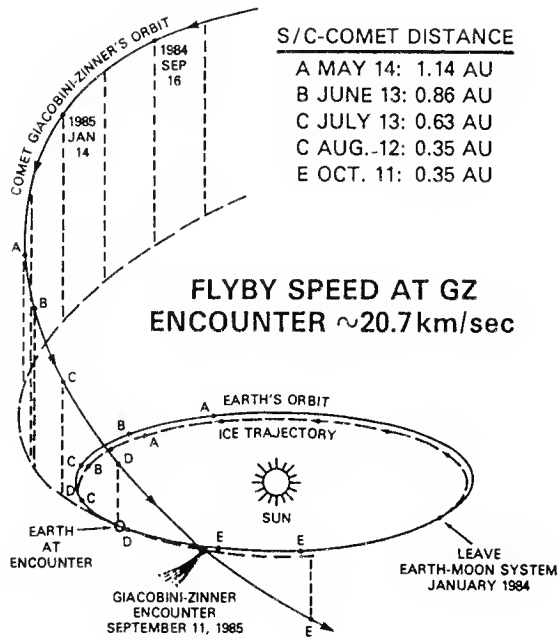 COMET GIACOBINI-ZINNER'S ORBIT
1984
SEP
16
1985
JAN
14
S/C-COMET DISTANCE
A MAY 14: 1.14 AU
B JUNE 13: 0.86 AU
C JULY 13: 0.63 AU
C AUG. 12: 0.35 AU
E OCT. 11: 0.35 AU
A
B
C
D
E
FLYBY SPEED AT GZ
ENCOUNTER ~20.7km/sec
EARTH'S ORBIT
ICE TRAJECTORY
A
B
A
C
B
D
C
D
E
E
SUN
EARTH
AT
ENCOUNTER
GIACOBINI-ZINNER
ENCOUNTER
SEPTEMBER 11, 1985
LEAVE
EARTH-MOON SYSTEM
JANUARY 1984